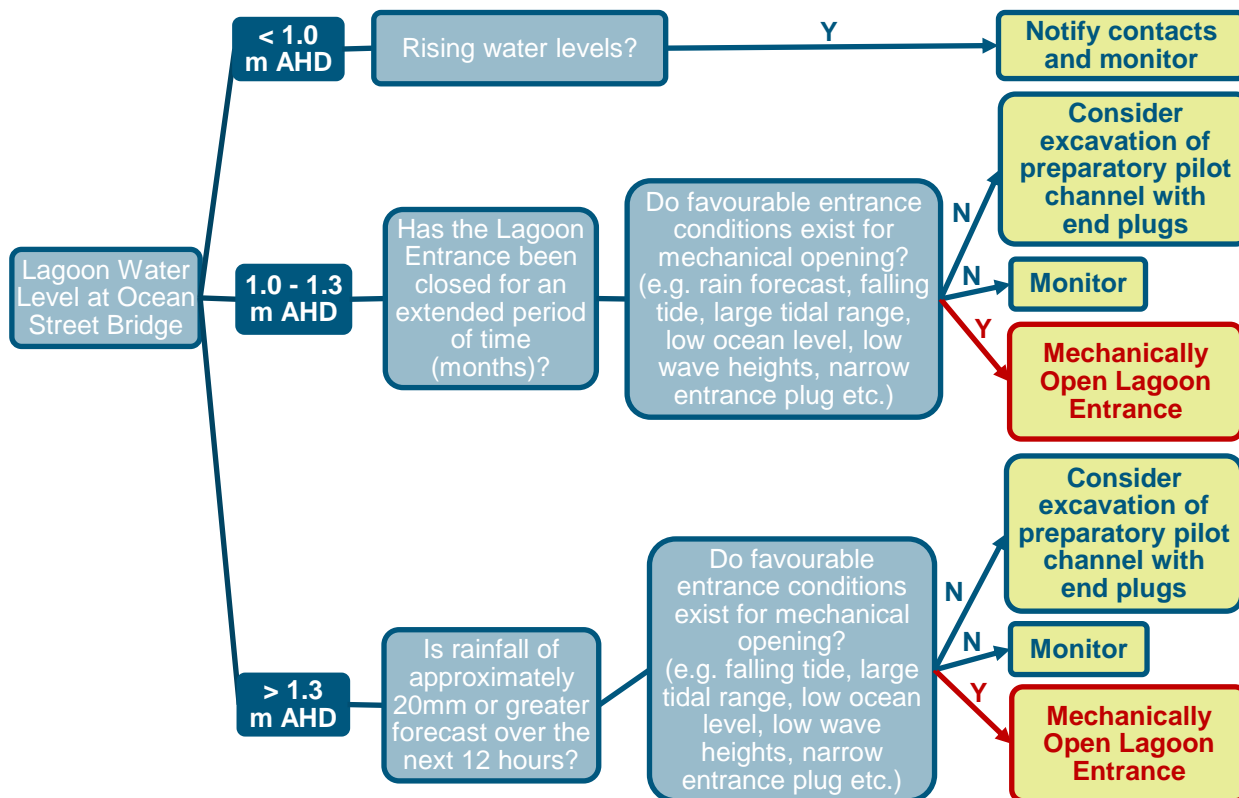 < 1.0
m AHD
Rising water levels?
Y
Notify contacts
and monitor
Lagoon Water
Level at Ocean
Street Bridge
1.0 - 1.3
m AHD
Has the Lagoon
Entrance been
closed for an
extended period
of time
(months)?
Do favourable entrance
conditions exist for
mechanical opening?
(e.g. rain forecast, falling
tide, large tidal range,
low ocean level, low
wave heights, narrow
entrance plug etc.)
N
Consider
excavation of
preparatory pilot
channel with
end plugs
N
Monitor
Y
Mechanically
Open Lagoon
Entrance
> 1.3
m AHD
Is rainfall of
approximately
20mm or greater
forecast over the
next 12 hours?
Do favourable
entrance conditions
exist for mechanical
opening?
(e.g. falling tide, large
tidal range, low ocean
level, low wave
heights, narrow
entrance plug etc.)
N
Consider
excavation of
preparatory pilot
channel with
end plugs
N
Monitor
Y
Mechanically
Open Lagoon
Entrance